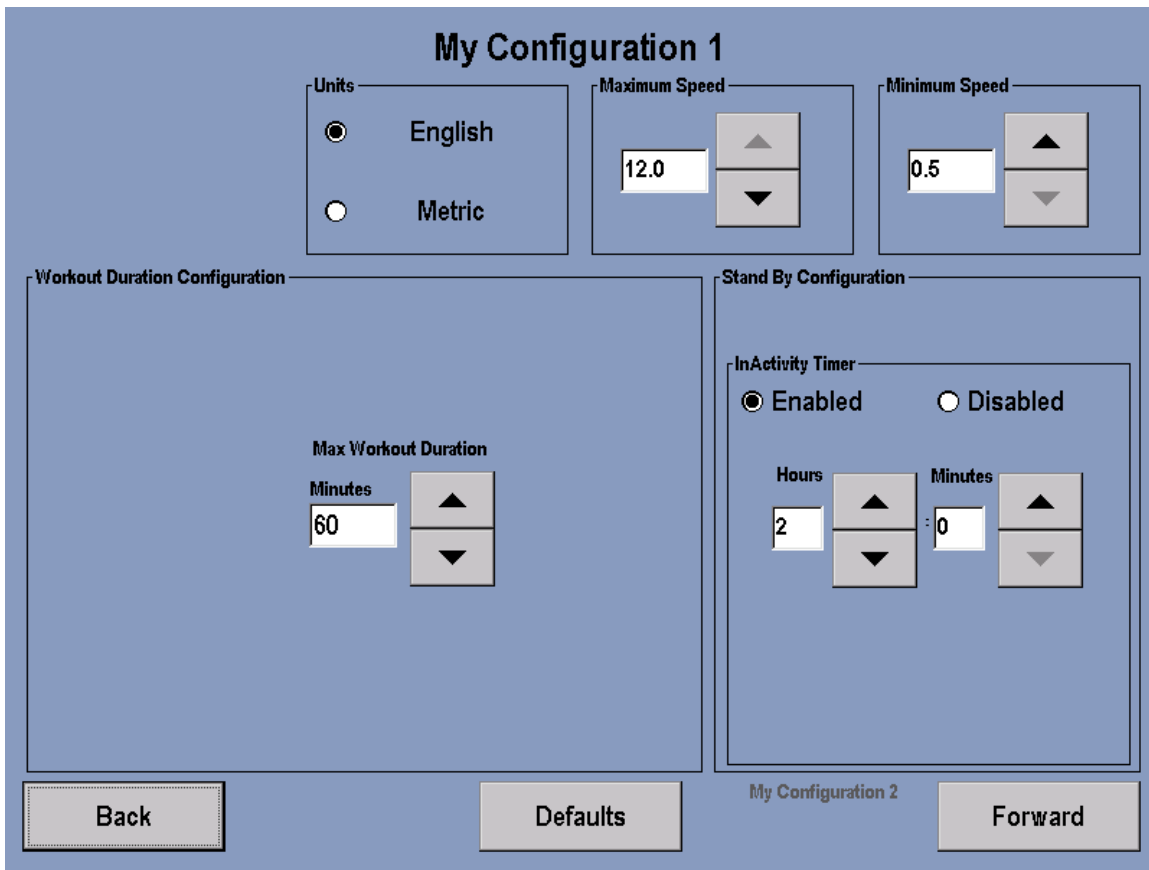 My Configuration 1
Units
English
Metric
Maximum Speed
12.0
Minimum Speed
0.5
Workout Duration Configuration
Max Workout Duration
Minutes
60
Stand By Configuration
InActivity Timer
Enabled Disabled
Hours Minutes
2 : 0
Back
Defaults
My Configuration 2
Forward